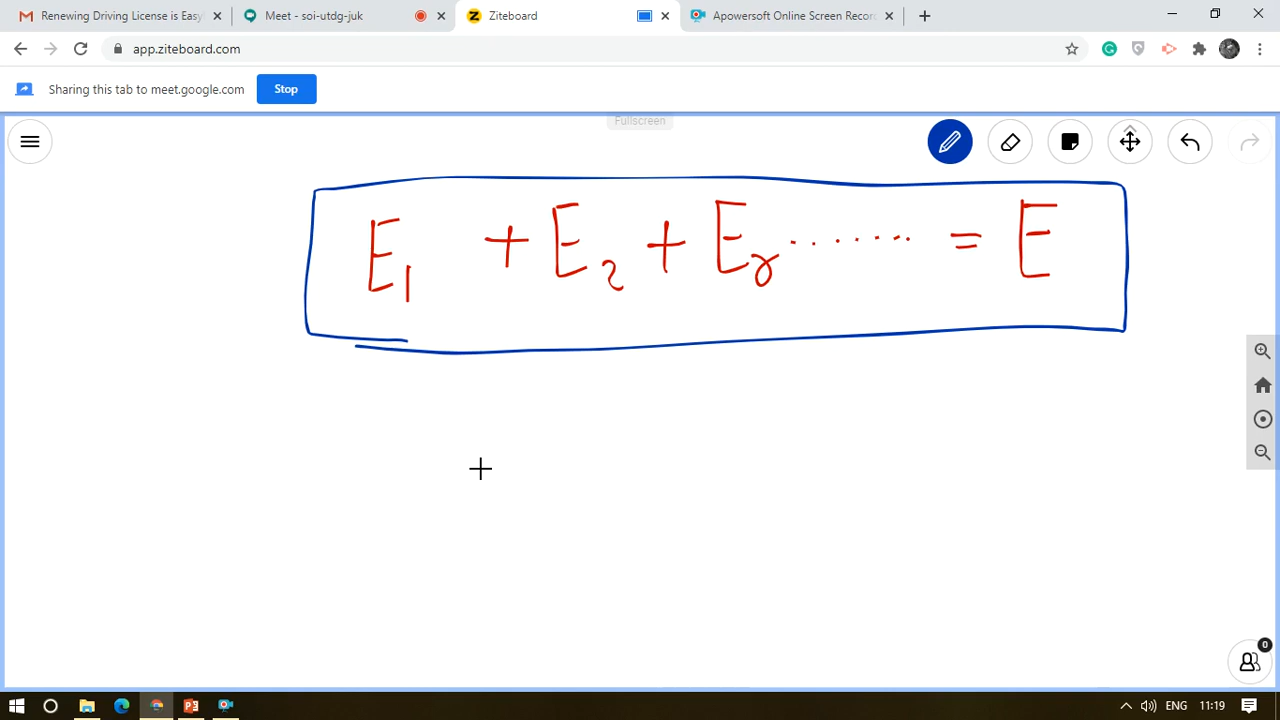 Renewing Driving License is Easy
Meet - soi-utdg-juk
Ziteboard
Apowersoft Online Screen Record
app.ziteboard.com
Sharing this tab to meet.google.com
Stop
Fullscreen
E₁ + E₂ + Eᵧ ........ = E
0
ENG
11:19